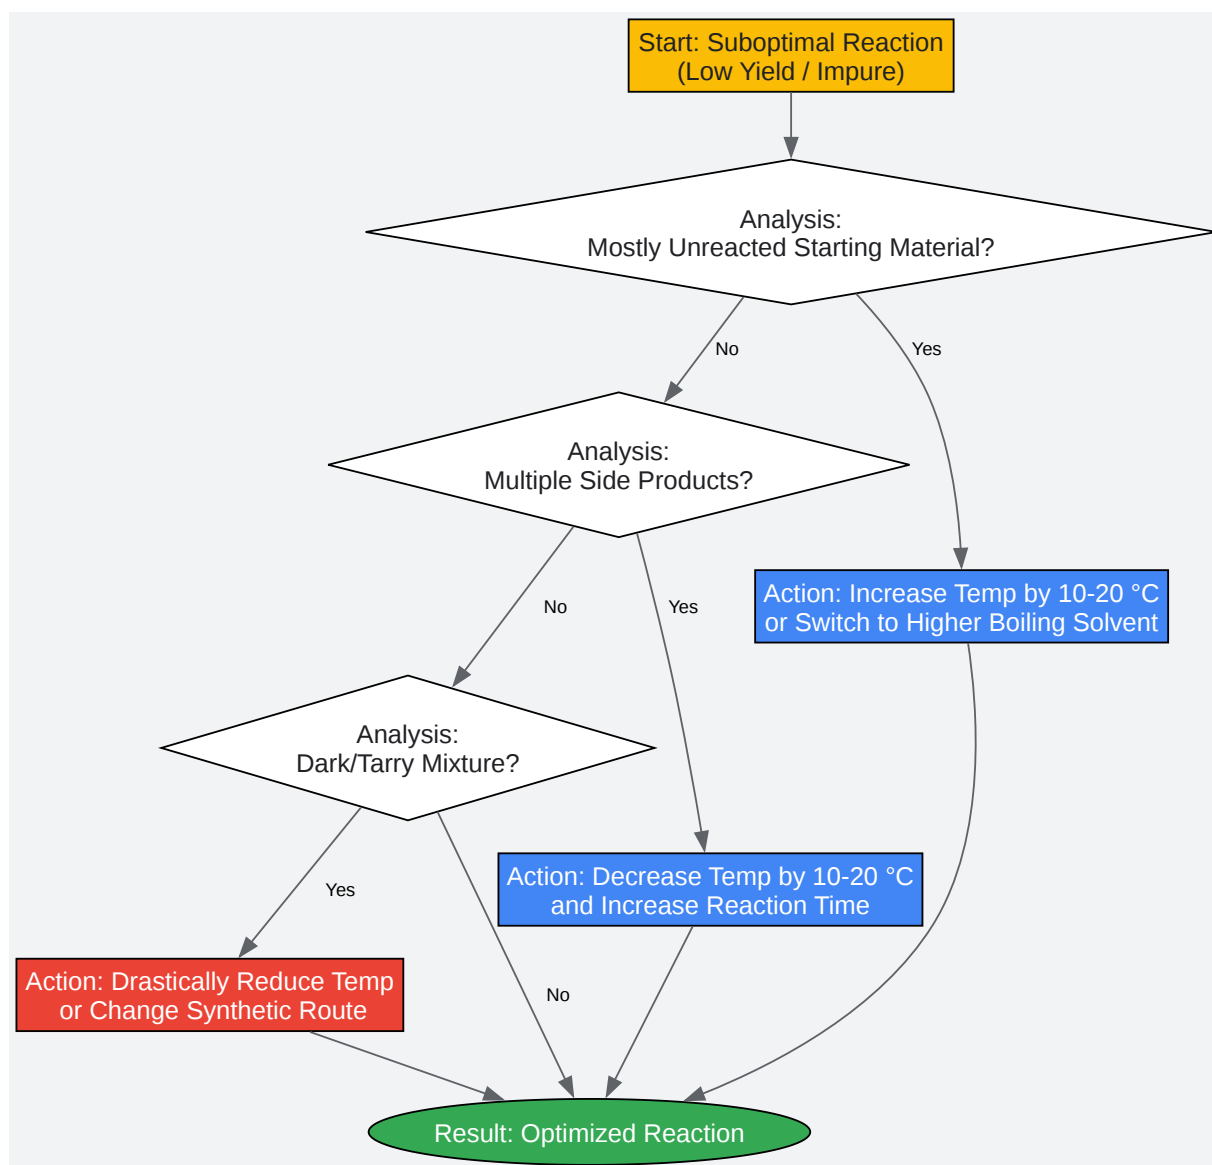 Start: Suboptimal Reaction
(Low Yield / Impure)
Analysis:
Mostly Unreacted Starting Material?
No
Yes
Analysis:
Multiple Side Products?
Action: Increase Temp by 10-20 °C
or Switch to Higher Boiling Solvent
No
Yes
Analysis:
Dark/Tarry Mixture?
Action: Decrease Temp by 10-20 °C
and Increase Reaction Time
Yes
Action: Drastically Reduce Temp
or Change Synthetic Route
No
Result: Optimized Reaction